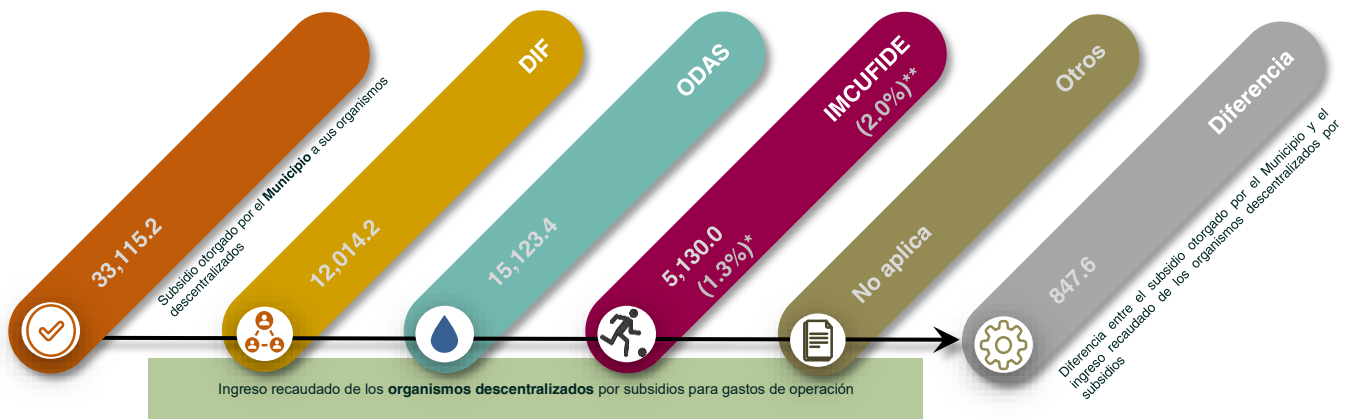 33,115.2
Subsidio otorgado por el Municipio a sus organismos
descentralizados
DIF
12,014.2
ODAS
15,123.4
IMCUFIDE
(2.0%)**
5,130.0
(1.3%)*
Otros
No aplica
Diferencia
847.6
Diferencia entre el subsidio otorgado por el Municipio y el
ingreso recaudado de los organismos descentralizados por
subsidios
Ingreso recaudado de los organismos descentralizados por subsidios para gastos de operación